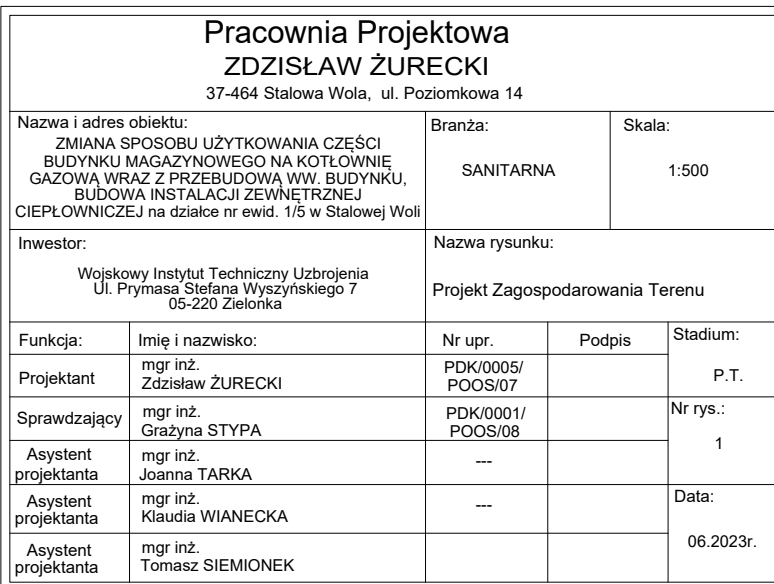 Pracownia Projektowa
ZDZISŁAW ŻURECKI
37-464 Stalowa Wola, ul. Poziomkowa 14
Nazwa i adres obiektu:
ZMIANA SPOSOBU UŻYTKOWANIA CZĘŚCI
BUDYNKU MAGAZYNOWEGO NA KOTŁOWNIĘ
GAZOWĄ WRAZ Z PRZEBUDOWĄ WW. BUDYNKU,
BUDOWA INSTALACJI ZEWNĘTRZNEJ
CIEPŁOWNICZEJ na działce nr ewid. 1/5 w Stalowej Woli
Branża:
SANITARNA
Skala:
1:500
Inwestor:
Wojskowy Instytut Techniczny Uzbrojenia
Ul. Prymasa Stefana Wyszyńskiego 7
05-220 Zielonka
Nazwa rysunku:
Projekt Zagospodarowania Terenu
Funkcja:
Imię i nazwisko:
Nr upr.
Podpis
Stadium:
P.T.
Projektant
mgr inż.
Zdzisław ŻURECKI
PDK/0005/
POOS/07
Sprawdzający
mgr inż.
Grażyna STYPA
PDK/0001/
POOS/08
Nr rys.:
1
Asystent
projektanta
mgr inż.
Joanna TARKA
---
Asystent
projektanta
mgr inż.
Klaudia WIANECKA
---
Data:
06.2023r.
Asystent
projektanta
mgr inż.
Tomasz SIEMIONEK